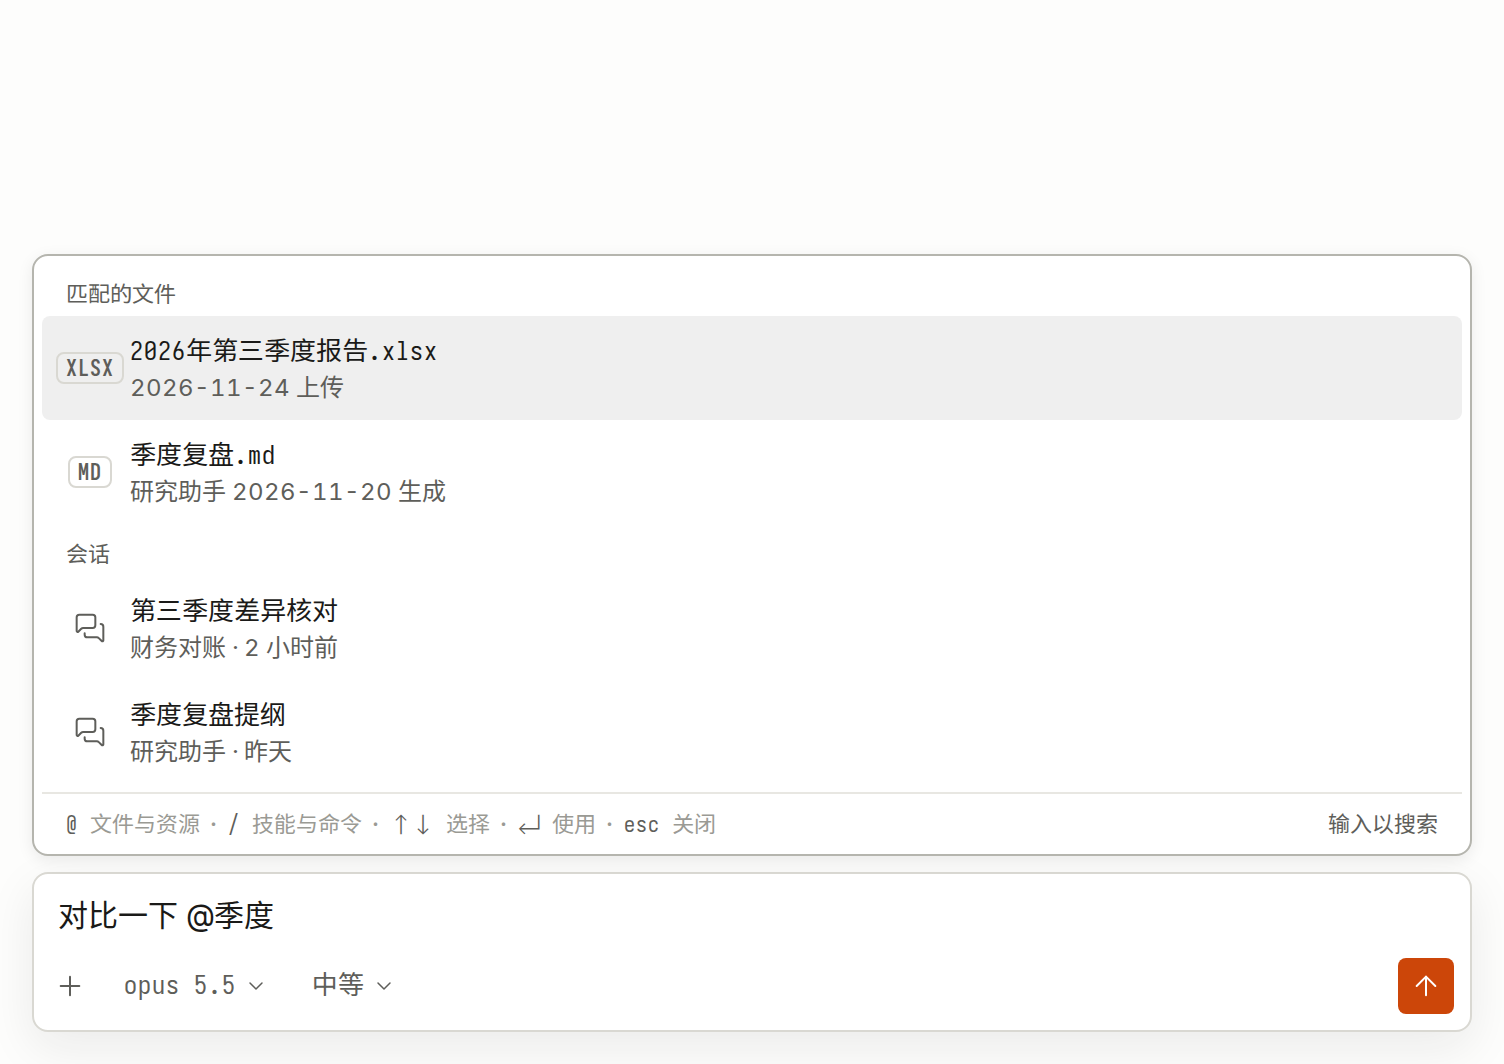 匹配的文件
XLSX
2026年第三季度报告.xlsx
2026-11-24 上传
MD
季度复盘.md
研究助手 2026-11-20 生成
会话
第三季度差异核对
财务对账 · 2 小时前
季度复盘提纲
研究助手 · 昨天
@ 文件与资源 · / 技能与命令 · ↑↓ 选择 · ↵ 使用 · esc 关闭 输入以搜索
对比一下 @季度
opus 5.5 中等